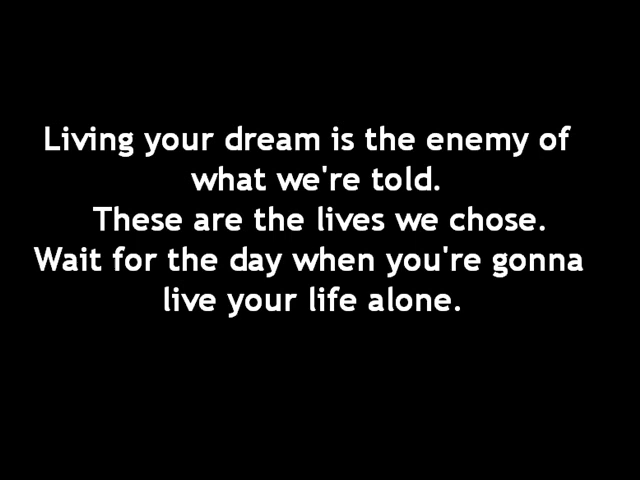 Living your dream is the enemy of
what we're told.
These are the lives we chose.
Wait for the day when you're gonna
live your life alone.